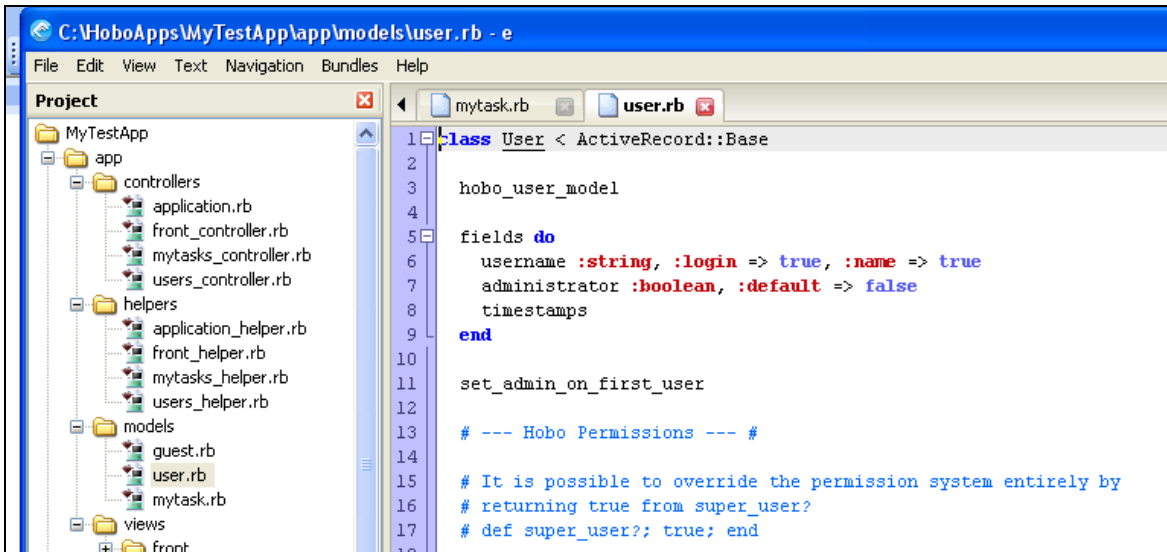 C:\HoboApps\MyTestApp\app\models\user.rb - e
File Edit View Text Navigation Bundles Help
Project
MyTestApp
app
controllers
application.rb
front_controller.rb
mytasks_controller.rb
users_controller.rb
helpers
application_helper.rb
front_helper.rb
mytasks_helper.rb
users_helper.rb
models
guest.rb
user.rb
mytask.rb
views
front
mytask.rb user.rb
1 class User < ActiveRecord::Base
2
3 hobo_user_model
4
5 fields do
6 username :string, :login => true, :name => true
7 administrator :boolean, :default => false
8 timestamps
9 end
10
11 set_admin_on_first_user
12
13 # --- Hobo Permissions --- #
14
15 # It is possible to override the permission system entirely by
16 # returning true from super_user?
17 # def super_user?; true; end
18